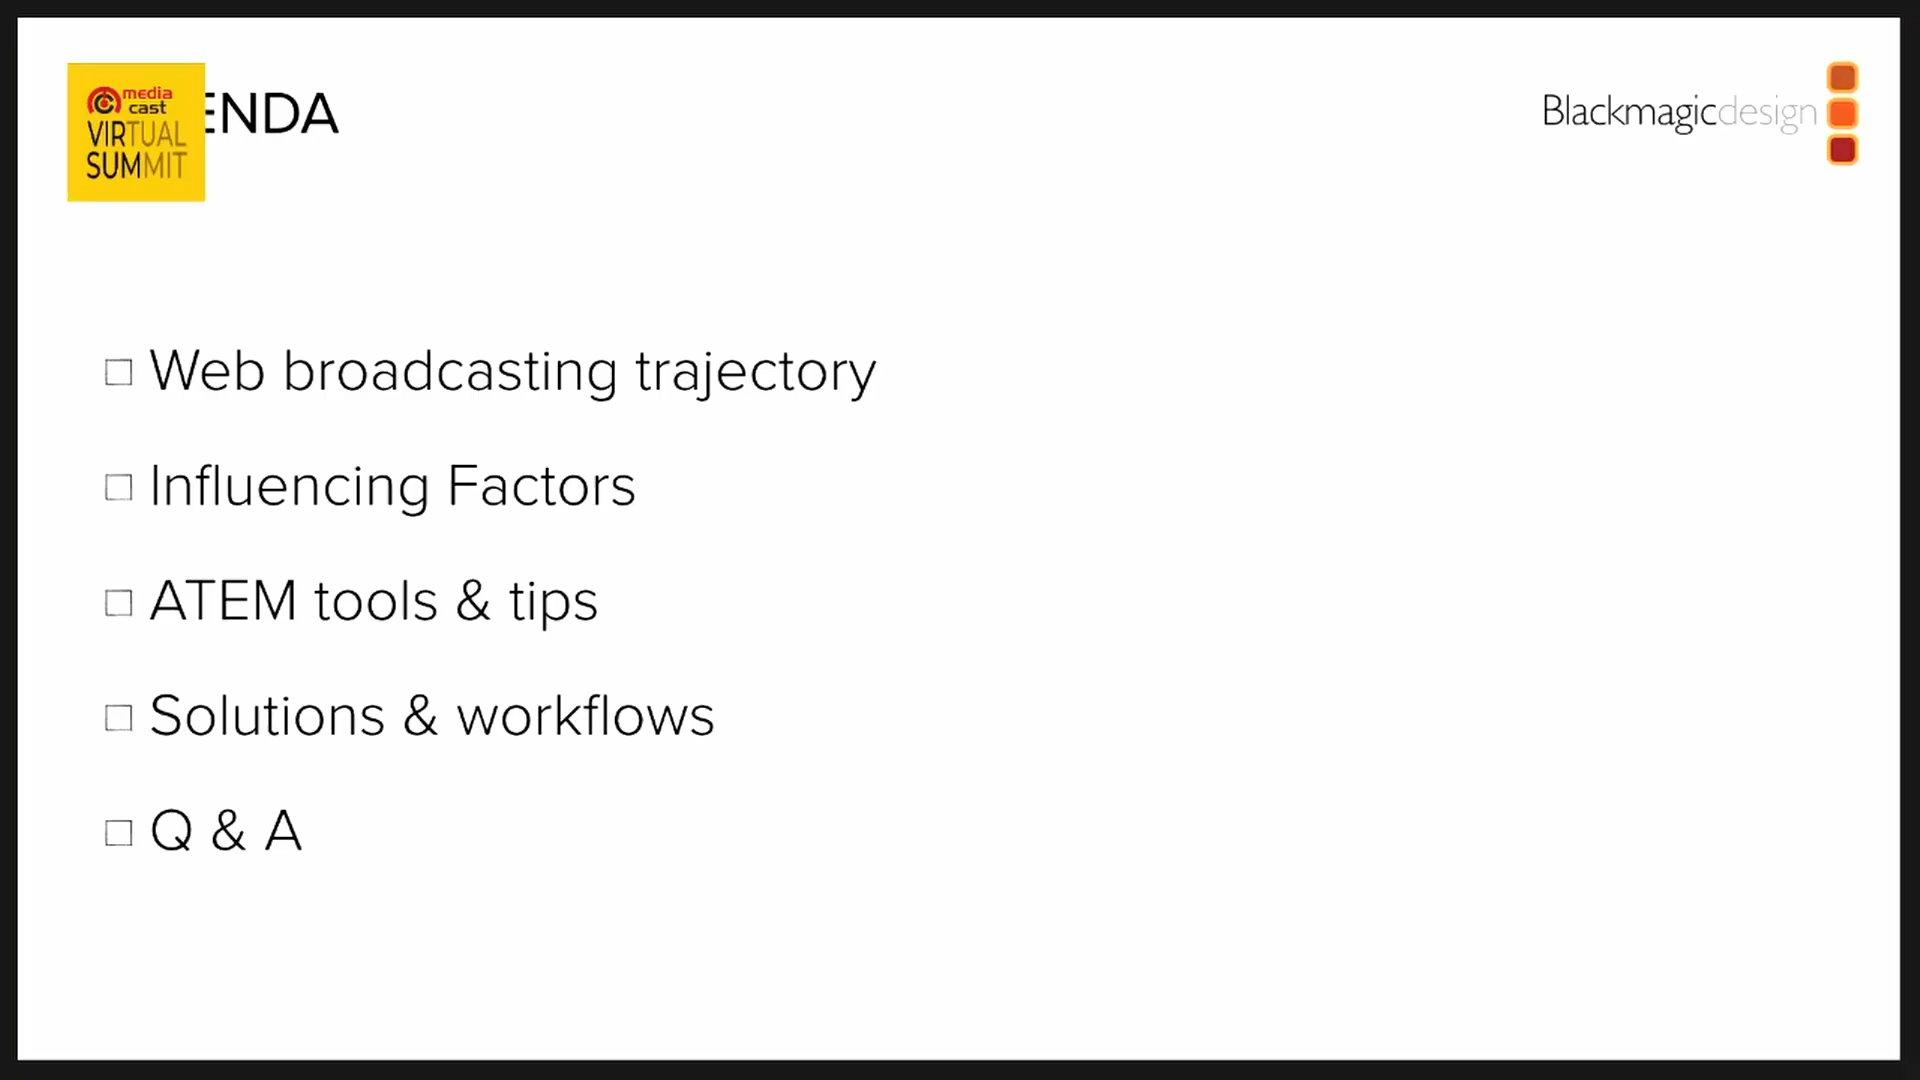 media
cast
VIRTUAL
SUMMIT
ENDA
Blackmagicdesign
Web broadcasting trajectory
Influencing Factors
ATEM tools & tips
Solutions & workflows
Q & A